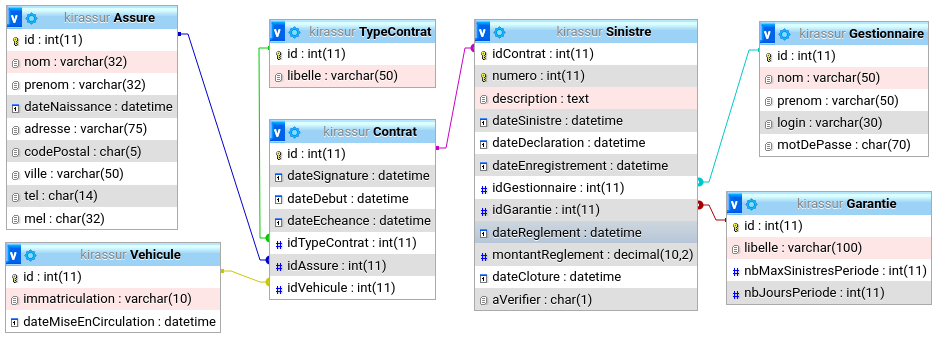 kirassur Assure
id : int(11)
nom : varchar(32)
prenom : varchar(32)
dateNaissance : datetime
adresse : varchar(75)
codePostal : char(5)
ville : varchar(50)
tel : char(14)
mel : char(32)
kirassur Vehicule
id : int(11)
immatriculation : varchar(10)
dateMiseEnCirculation : datetime
kirassur TypeContrat
id : int(11)
libelle : varchar(50)
kirassur Contrat
id : int(11)
dateSignature : datetime
dateDebut : datetime
dateEcheance : datetime
idTypeContrat : int(11)
idAssure : int(11)
idVehicule : int(11)
kirassur Sinistre
idContrat : int(11)
numero : int(11)
description : text
dateSinistre : datetime
dateDeclaration : datetime
dateEnregistrement : datetime
idGestionnaire : int(11)
idGarantie : int(11)
dateReglement : datetime
montantReglement : decimal(10,2)
dateCloture : datetime
aVerifier : char(1)
kirassur Gestionnaire
id : int(11)
nom : varchar(50)
prenom : varchar(50)
login : varchar(30)
motDePasse : char(70)
kirassur Garantie
id : int(11)
libelle : varchar(100)
nbMaxSinistresPeriode : int(11)
nbJoursPeriode : int(11)